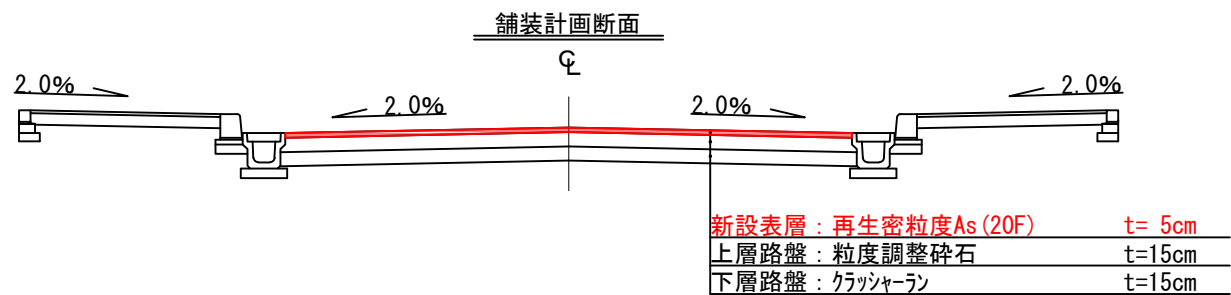 舗装計画断面
℄
2.0%
2.0%
2.0%
2.0%
新設表層：再生密粒度As(20F) t= 5cm
上層路盤：粒度調整砕石 t=15cm
下層路盤：ｸﾗｯｼｬｰﾗﾝ t=15cm